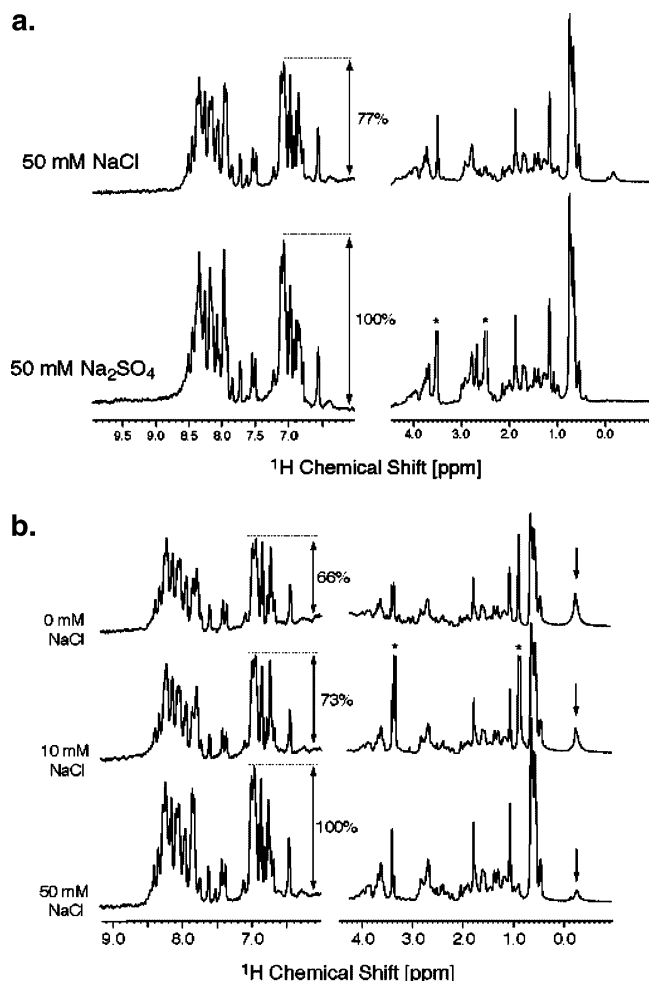 a.
77%
50 mM NaCl
100%
* *
50 mM Na₂SO₄
9.5 9.0 8.5 8.0 7.5 7.0 4.0 3.0 2.0 1.0 0.0
¹H Chemical Shift [ppm]
b.
66%
0 mM
NaCl
* *
73%
10 mM
NaCl
100%
50 mM
NaCl
9.0 8.0 7.0 4.0 3.0 2.0 1.0 0.0
¹H Chemical Shift [ppm]